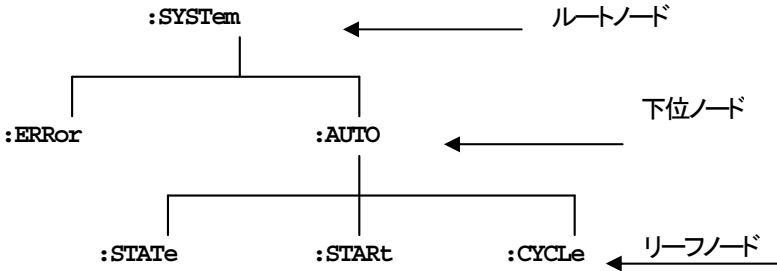 :SYSTem
ルートノード
:ERRor
:AUTO
下位ノード
:STATe
:STARt
:CYCLe
リーフノード